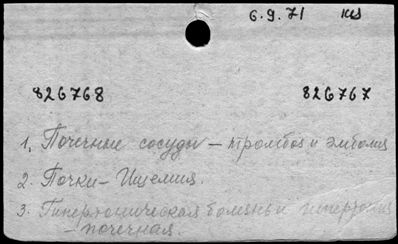 6.9.71
826768 826767
1. Почечные сосуды – тромбоз и эмболия
2. Почки – Ишемия.
3. Гипертоническая болезнь и гипертония
– почечная.